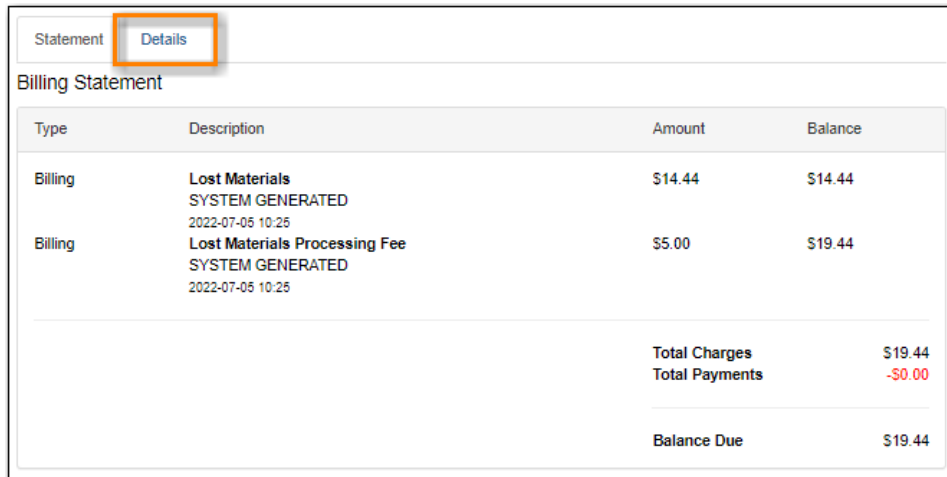 Statement Details
Billing Statement
Type Description Amount Balance
Billing Lost Materials $14.44 $14.44
SYSTEM GENERATED
2022-07-05 10:25
Billing Lost Materials Processing Fee $5.00 $19.44
SYSTEM GENERATED
2022-07-05 10:25
Total Charges $19.44
Total Payments -$0.00
Balance Due $19.44